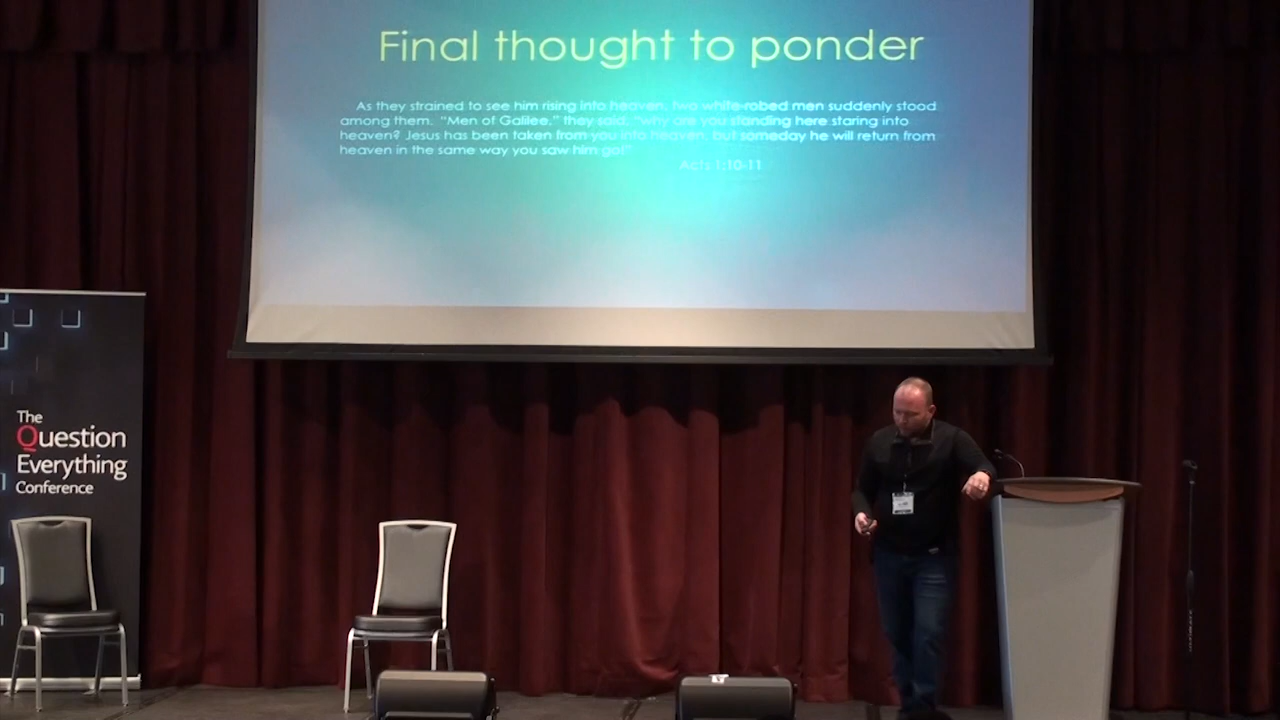 Final thought to ponder
As they strained to see him rising into heaven, two white-robed men suddenly stood
among them. "Men of Galilee," they said, "why are you standing here staring into
heaven? Jesus has been taken from you into heaven, but someday he will return from
heaven in the same way you saw him go!"
Acts 1:10-11
The
Question
Everything
Conference